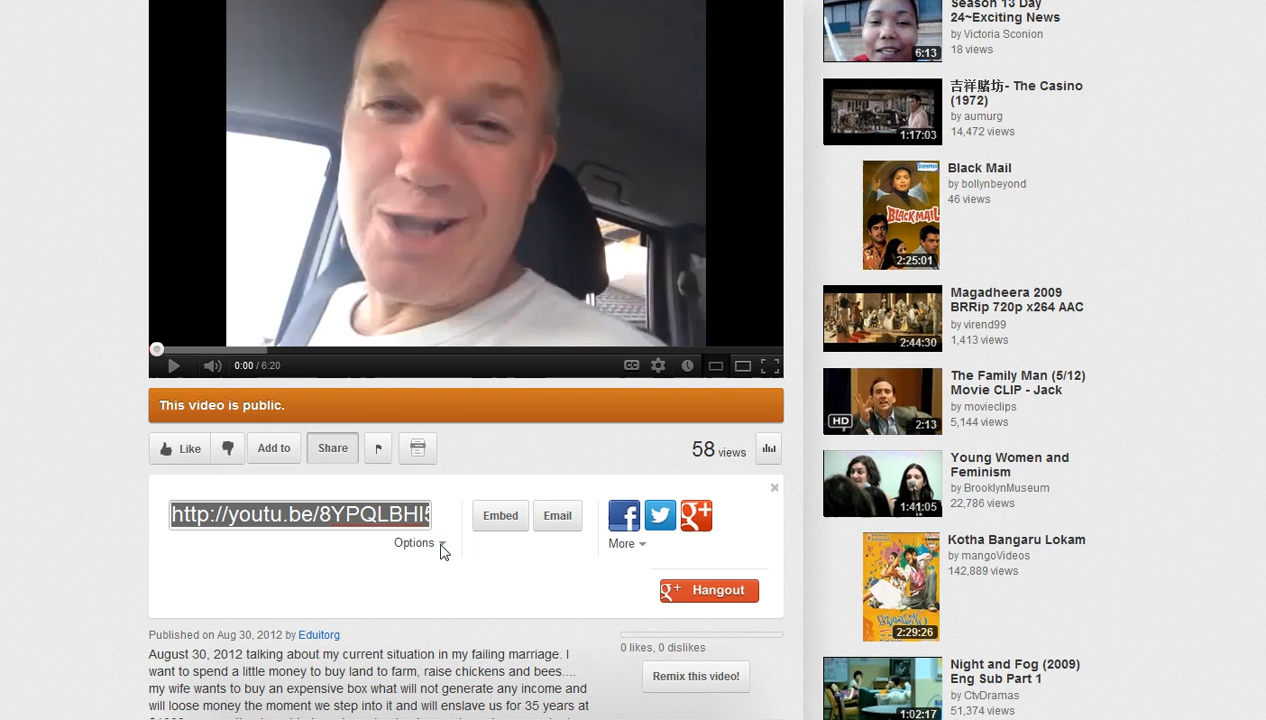 Season 13 Day
24~Exciting News
by Victoria Sconion
18 views
6:13
吉祥賭坊- The Casino
(1972)
by aumurg
14,472 views
1:17:03
Black Mail
by bollynbeyond
46 views
BLACKMAIL
2:25:01
Magadheera 2009
BRRip 720p x264 AAC
by virend99
1,413 views
2:44:30
The Family Man (5/12)
Movie CLIP - Jack
by movieclips
5,144 views
HD
2:13
Young Women and
Feminism
by BrooklynMuseum
22,786 views
1:41:05
Kotha Bangaru Lokam
by mangoVideos
142,889 views
2:29:26
Night and Fog (2009)
Eng Sub Part 1
by CtvDramas
51,374 views
1:02:17
0:00 / 6:20
CC
This video is public.
Like
Add to
Share
58 views
http://youtu.be/8YPQLBHI5
Options
Embed
Email
f
g+
More
g+ Hangout
Published on Aug 30, 2012 by Eduitorg
August 30, 2012 talking about my current situation in my failing marriage. I
want to spend a little money to buy land to farm, raise chickens and bees....
my wife wants to buy an expensive box what will not generate any income and
will lose money the moment we step into it and will enslave us for 35 years at
0 likes, 0 dislikes
Remix this video!